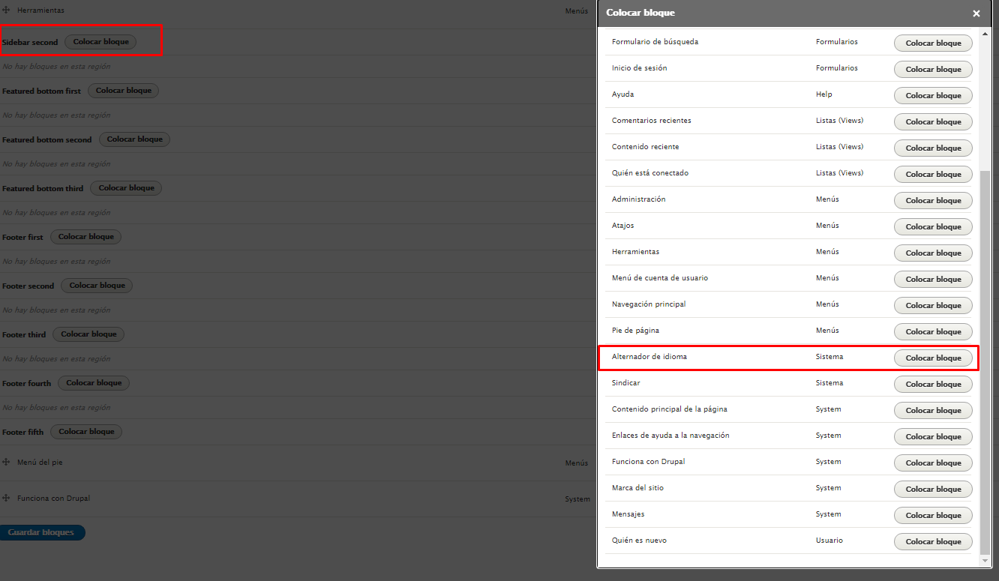 Herramientas Menús
Sidebar second Colocar bloque
No hay bloques en esta región
Featured bottom first Colocar bloque
No hay bloques en esta región
Featured bottom second Colocar bloque
No hay bloques en esta región
Featured bottom third Colocar bloque
No hay bloques en esta región
Footer first Colocar bloque
No hay bloques en esta región
Footer second Colocar bloque
No hay bloques en esta región
Footer third Colocar bloque
No hay bloques en esta región
Footer fourth Colocar bloque
No hay bloques en esta región
Footer fifth Colocar bloque
Menú del pie Menús
Funciona con Drupal System
Guardar bloques
Colocar bloque
Formulario de búsqueda Formularios Colocar bloque
Inicio de sesión Formularios Colocar bloque
Ayuda Help Colocar bloque
Comentarios recientes Listas (Views) Colocar bloque
Contenido reciente Listas (Views) Colocar bloque
Quién está conectado Listas (Views) Colocar bloque
Administración Menús Colocar bloque
Atajos Menús Colocar bloque
Herramientas Menús Colocar bloque
Menú de cuenta de usuario Menús Colocar bloque
Navegación principal Menús Colocar bloque
Pie de página Menús Colocar bloque
Alternador de idioma Sistema Colocar bloque
Sindicar Sistema Colocar bloque
Contenido principal de la página System Colocar bloque
Enlaces de ayuda a la navegación System Colocar bloque
Funciona con Drupal System Colocar bloque
Marca del sitio System Colocar bloque
Mensajes System Colocar bloque
Quién es nuevo Usuario Colocar bloque